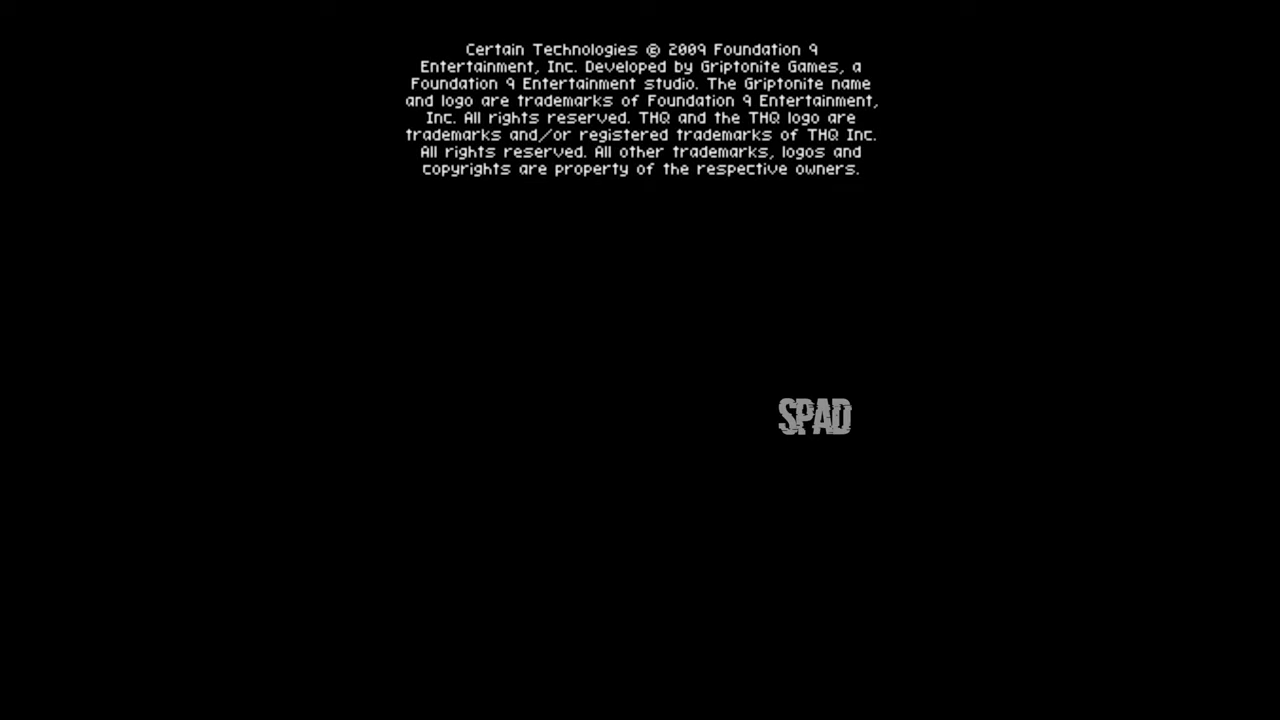 Certain Technologies © 2009 Foundation 9
Entertainment, Inc. Developed by Griptonite Games, a
Foundation 9 Entertainment studio. The Griptonite name
and logo are trademarks of Foundation 9 Entertainment,
Inc. All rights reserved. THQ and the THQ logo are
trademarks and/or registered trademarks of THQ Inc.
All rights reserved. All other trademarks, logos and
copyrights are property of the respective owners.
SPAD